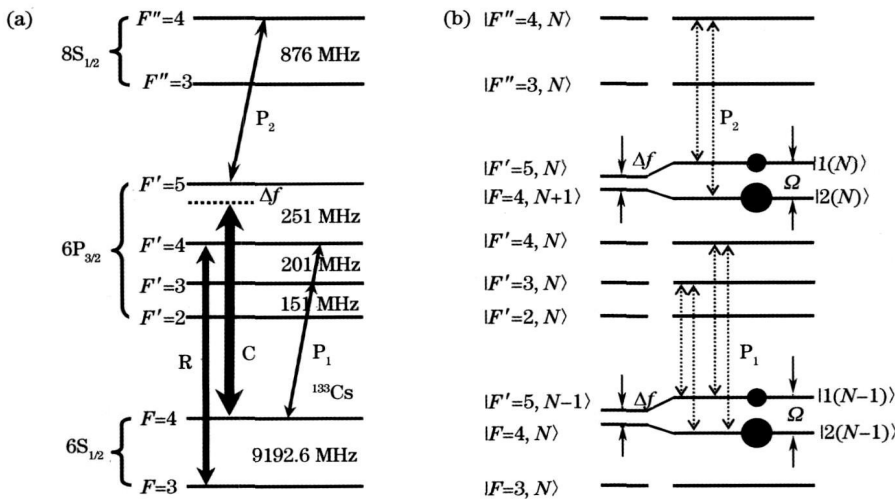 (a)
F″=4
8S1/2
876 MHz
F″=3
P2
F′=5
Δf
251 MHz
6P3/2
F′=4
201 MHz
F′=3
151 MHz
F′=2
R
C
P1
¹³³Cs
F=4
6S1/2
9192.6 MHz
F=3
(b)
|F″=4, N⟩
|F″=3, N⟩
P2
|F′=5, N⟩
Δf
|1(N)⟩
Ω
|F=4, N+1⟩
|2(N)⟩
|F′=4, N⟩
|F′=3, N⟩
|F′=2, N⟩
P1
|F′=5, N−1⟩
Δf
|1(N−1)⟩
Ω
|F=4, N⟩
|2(N−1)⟩
|F=3, N⟩